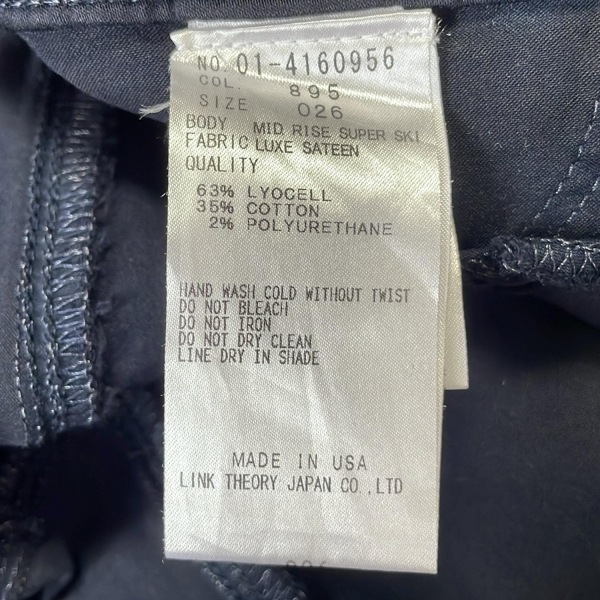 NO. 01-4160956
COL. 895
SIZE 026
BODY MID RISE SUPER SKI
FABRIC LUXE SATEEN
QUALITY
63% LYOCELL
35% COTTON
2% POLYURETHANE
HAND WASH COLD WITHOUT TWIST
DO NOT BLEACH
DO NOT IRON
DO NOT DRY CLEAN
LINE DRY IN SHADE
MADE IN USA
LINK THEORY JAPAN CO.,LTD